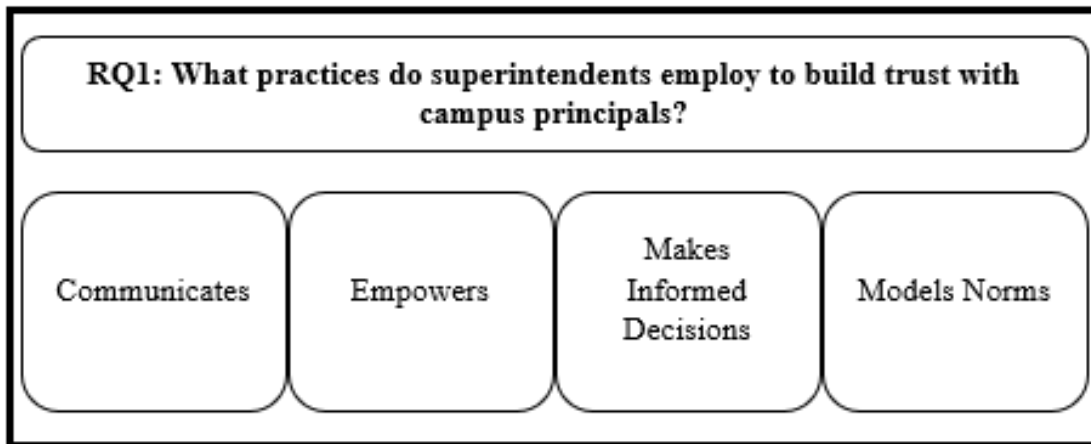 RQ1: What practices do superintendents employ to build trust with
campus principals?
Communicates
Empowers
Makes
Informed
Decisions
Models Norms